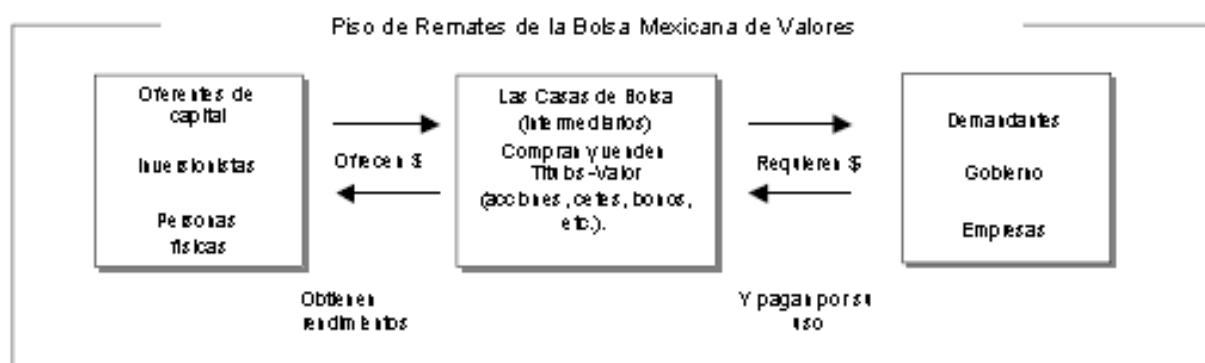 Piso de Remates de la Bolsa Mexicana de Valores
Oferentes de
capital
Inversionistas
Personas
físicas
Ofrecen $
Obtienen
rendimientos
Las Casas de Bolsa
(Intermediarios)
Compran y venden
Títulos-Valor
(acciones, cetes, bonos,
etc.).
Requieren $
Y pagan por su
uso
Demandantes
Gobierno
Empresas